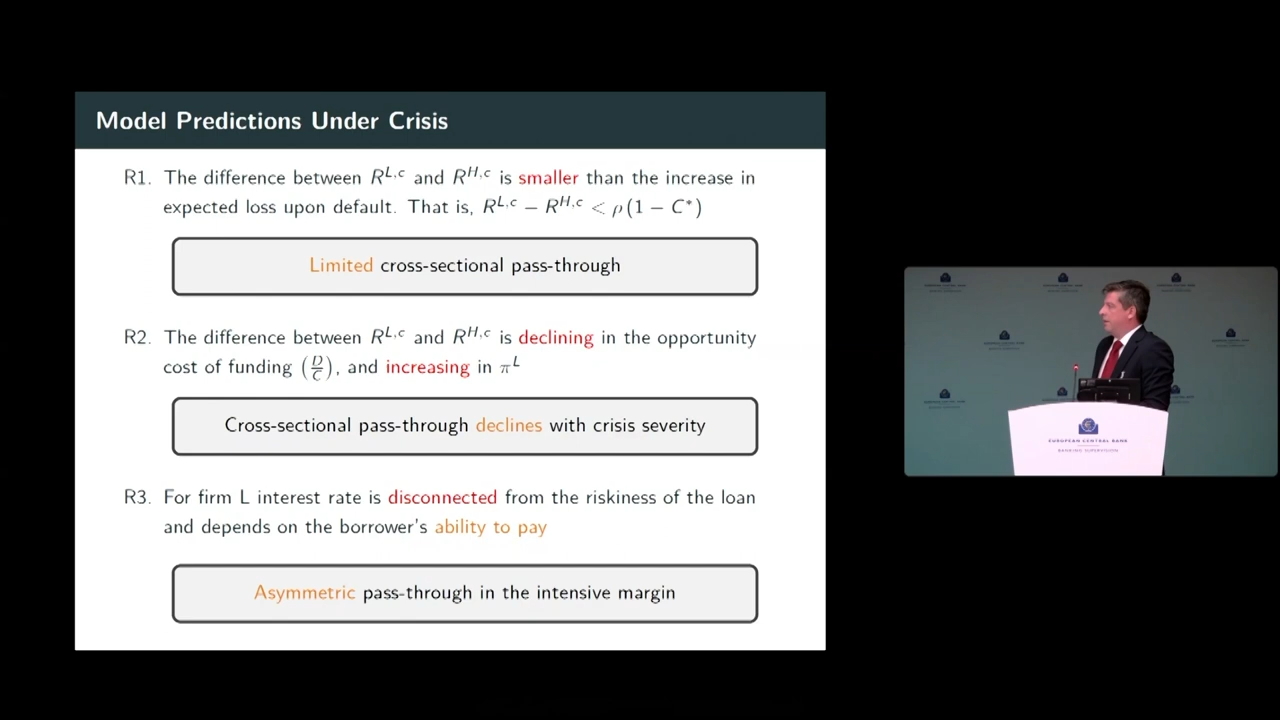 Model Predictions Under Crisis
R1. The difference between R^{L,c} and R^{H,c} is smaller than the increase in
expected loss upon default. That is, R^{L,c} − R^{H,c} < ρ(1 − C*)
Limited cross-sectional pass-through
R2. The difference between R^{L,c} and R^{H,c} is declining in the opportunity
cost of funding (D/C), and increasing in π^L
Cross-sectional pass-through declines with crisis severity
R3. For firm L interest rate is disconnected from the riskiness of the loan
and depends on the borrower's ability to pay
Asymmetric pass-through in the intensive margin
EUROPEAN CENTRAL BANK
BANKING SUPERVISION